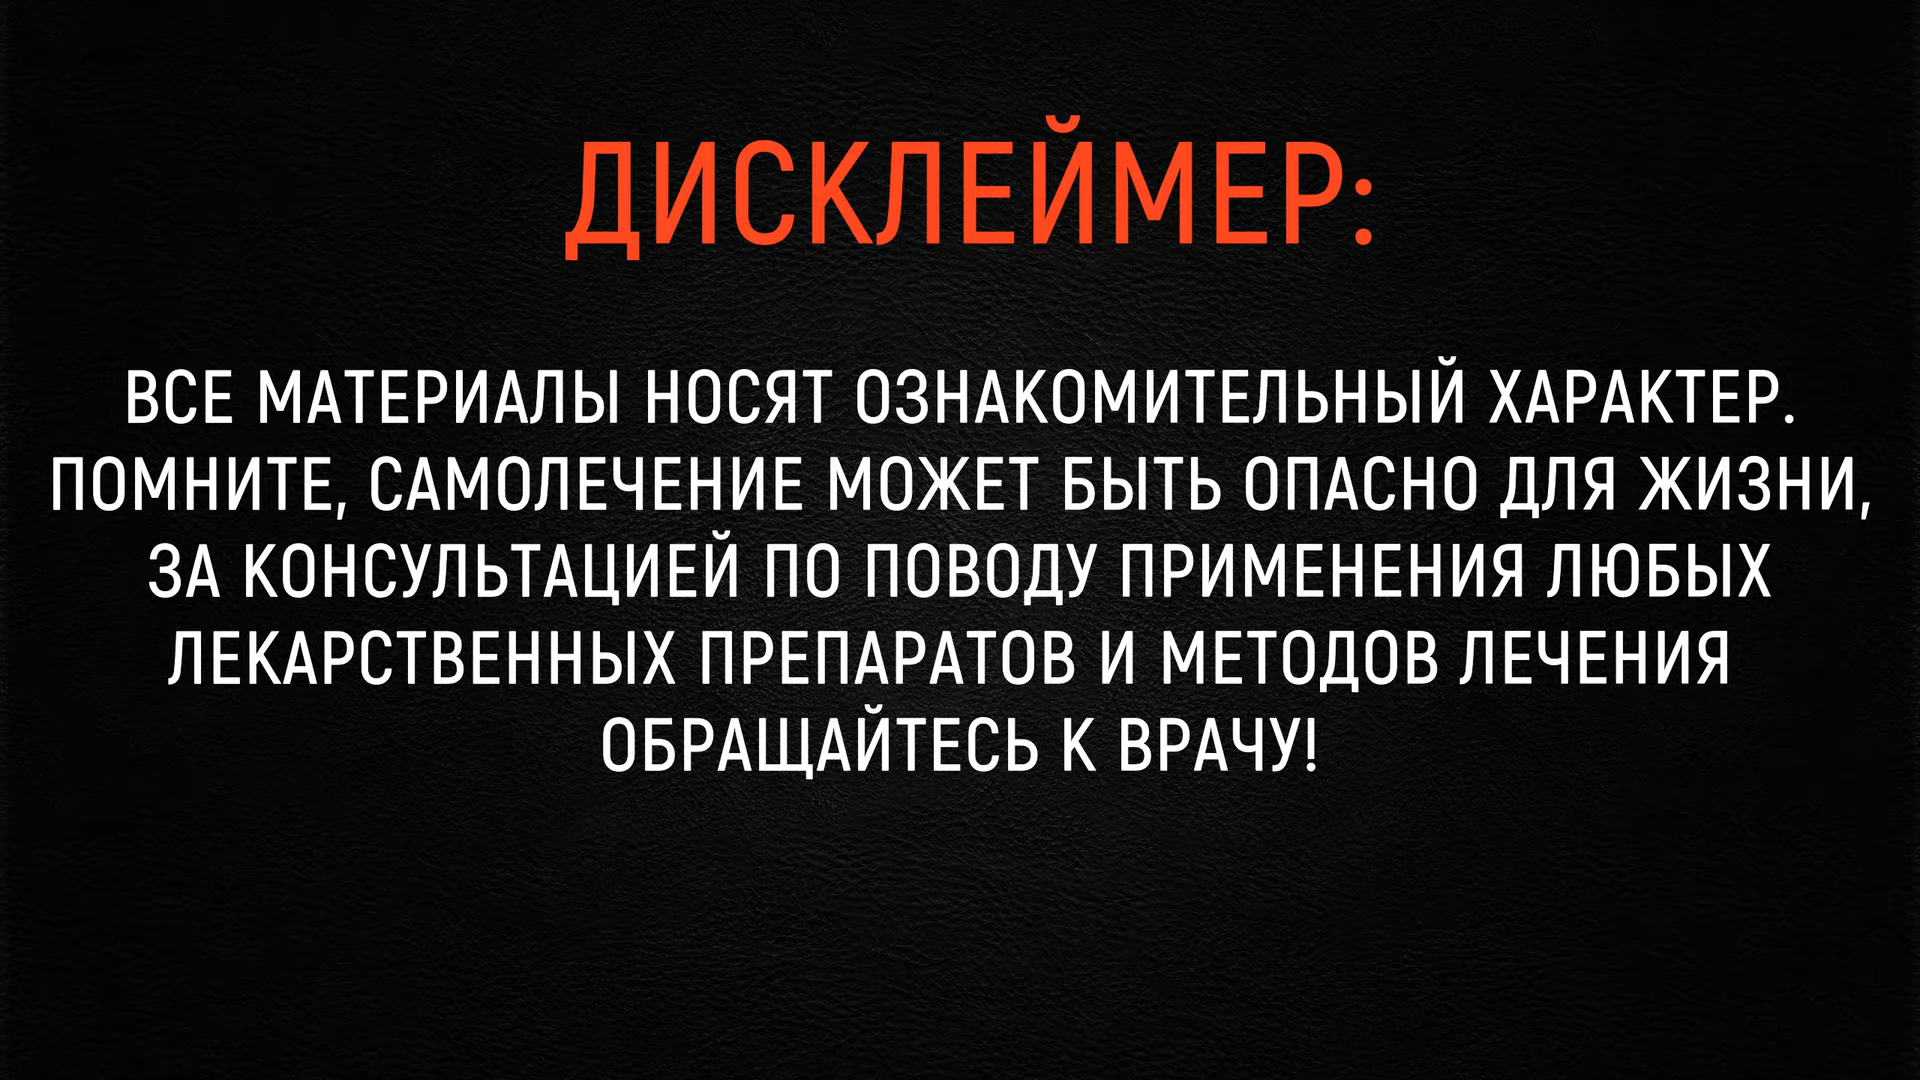 ДИСКЛЕЙМЕР:
ВСЕ МАТЕРИАЛЫ НОСЯТ ОЗНАКОМИТЕЛЬНЫЙ ХАРАКТЕР.
ПОМНИТЕ, САМОЛЕЧЕНИЕ МОЖЕТ БЫТЬ ОПАСНО ДЛЯ ЖИЗНИ,
ЗА КОНСУЛЬТАЦИЕЙ ПО ПОВОДУ ПРИМЕНЕНИЯ ЛЮБЫХ
ЛЕКАРСТВЕННЫХ ПРЕПАРАТОВ И МЕТОДОВ ЛЕЧЕНИЯ
ОБРАЩАЙТЕСЬ К ВРАЧУ!